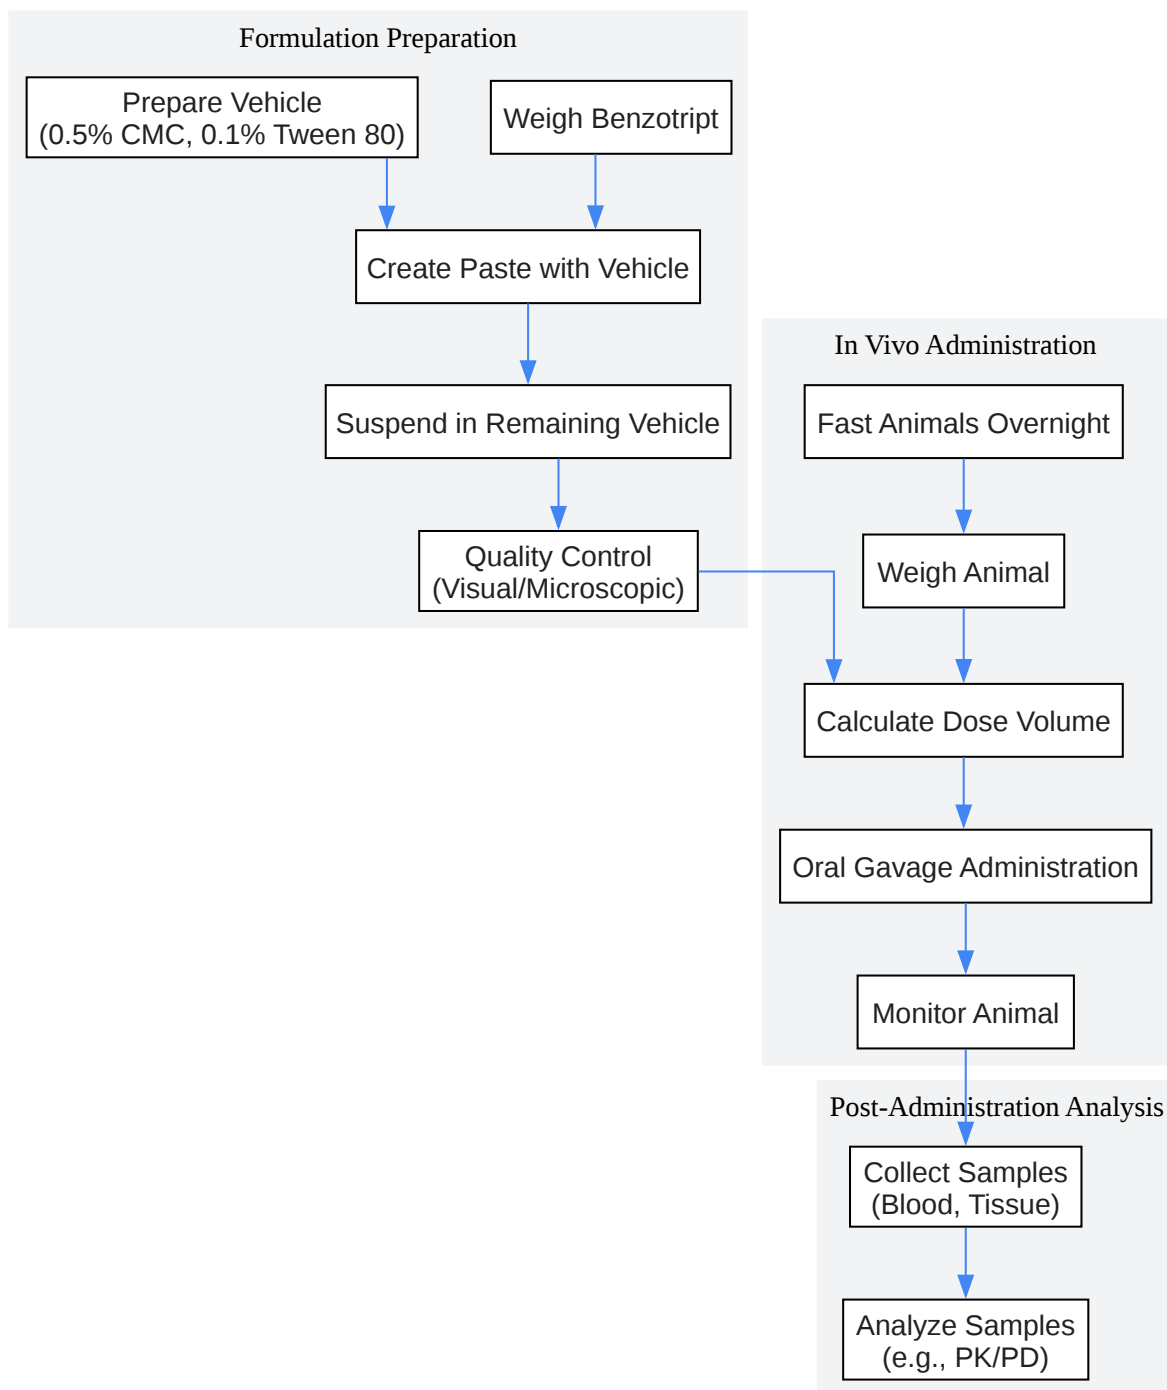 Formulation Preparation
Prepare Vehicle
(0.5% CMC, 0.1% Tween 80)
Weigh Benzotript
Create Paste with Vehicle
Suspend in Remaining Vehicle
Quality Control
(Visual/Microscopic)
In Vivo Administration
Fast Animals Overnight
Weigh Animal
Calculate Dose Volume
Oral Gavage Administration
Monitor Animal
Post-Administration Analysis
Collect Samples
(Blood, Tissue)
Analyze Samples
(e.g., PK/PD)